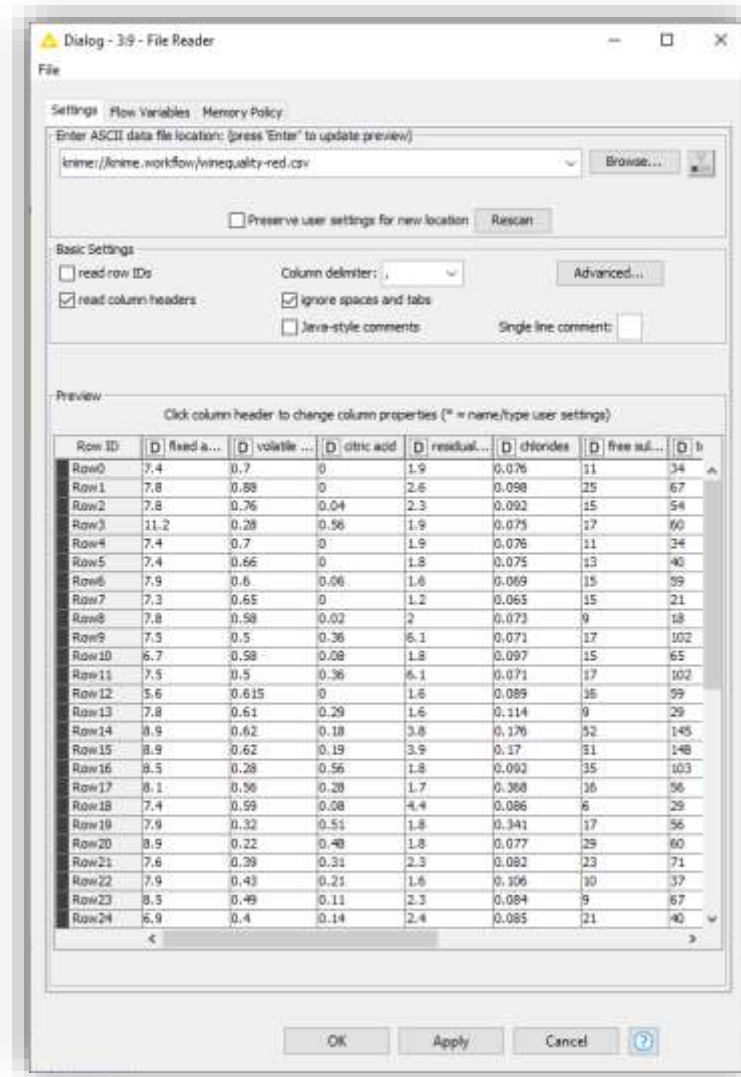 Dialog - 3:9 - File Reader
File
Settings Flow Variables Memory Policy
Enter ASCII data file location: (press 'Enter' to update preview)
knime://knime.workflow/winequality-red.csv Browse...
Preserve user settings for new location Rescan
Basic Settings
read row IDs Column delimiter: , Advanced...
read column headers ignore spaces and tabs
Java-style comments Single line comment:
Preview
Click column header to change column properties (* = name/type user settings)
Row ID D fixed a... D volatile ... D citric acid D residual... D chlorides D free sul... D t
Row0 7.4 0.7 0 1.9 0.076 11 34
Row1 7.8 0.88 0 2.6 0.098 25 67
Row2 7.8 0.76 0.04 2.3 0.092 15 54
Row3 11.2 0.28 0.56 1.9 0.075 17 60
Row4 7.4 0.7 0 1.9 0.076 11 34
Row5 7.4 0.66 0 1.8 0.075 13 40
Row6 7.9 0.6 0.06 1.6 0.069 15 59
Row7 7.3 0.65 0 1.2 0.065 15 21
Row8 7.8 0.58 0.02 2 0.073 9 18
Row9 7.5 0.5 0.36 6.1 0.071 17 102
Row10 6.7 0.58 0.08 1.8 0.097 15 65
Row11 7.5 0.5 0.36 6.1 0.071 17 102
Row12 5.6 0.615 0 1.6 0.089 16 59
Row13 7.8 0.61 0.29 1.6 0.114 9 29
Row14 8.9 0.62 0.18 3.8 0.176 52 145
Row15 8.9 0.62 0.19 3.9 0.17 51 148
Row16 8.5 0.28 0.56 1.8 0.092 35 103
Row17 8.1 0.56 0.28 1.7 0.368 16 56
Row18 7.4 0.59 0.08 4.4 0.086 6 29
Row19 7.9 0.32 0.51 1.8 0.341 17 56
Row20 8.9 0.22 0.48 1.8 0.077 29 60
Row21 7.6 0.39 0.31 2.3 0.082 23 71
Row22 7.9 0.43 0.21 1.6 0.106 10 37
Row23 8.5 0.49 0.11 2.3 0.084 9 67
Row24 6.9 0.4 0.14 2.4 0.085 21 40
OK Apply Cancel ?